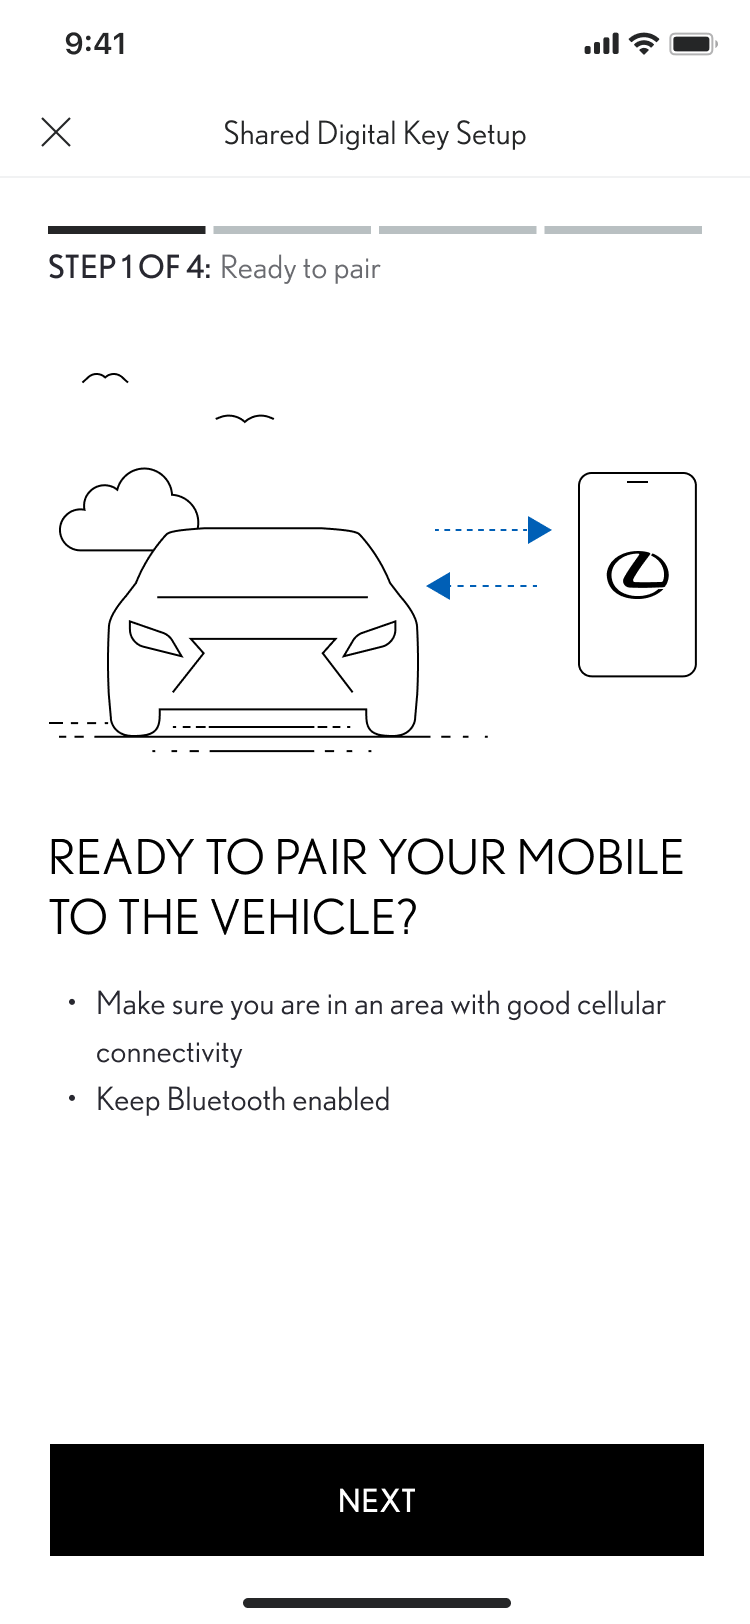 9:41
Shared Digital Key Setup
STEP 1 OF 4: Ready to pair
READY TO PAIR YOUR MOBILE
TO THE VEHICLE?
• Make sure you are in an area with good cellular
connectivity
• Keep Bluetooth enabled
NEXT